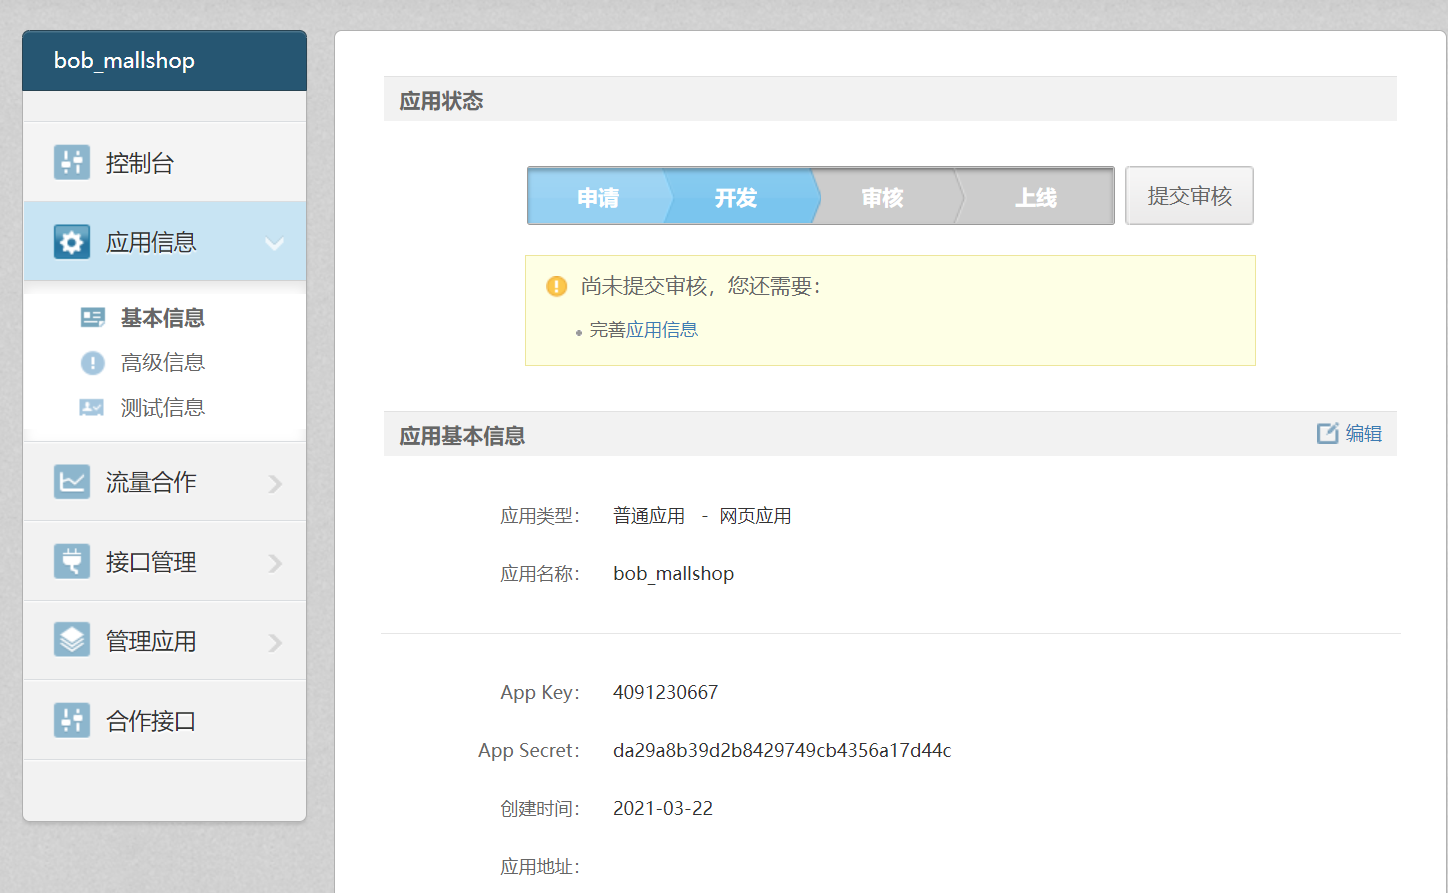 bob_mallshop
控制台
应用信息
基本信息
高级信息
测试信息
流量合作
接口管理
管理应用
合作接口
应用状态
申请 开发 审核 上线 提交审核
尚未提交审核，您还需要：
完善应用信息
应用基本信息 编辑
应用类型： 普通应用 - 网页应用
应用名称： bob_mallshop
App Key： 4091230667
App Secret： da29a8b39d2b8429749cb4356a17d44c
创建时间： 2021-03-22
应用地址：